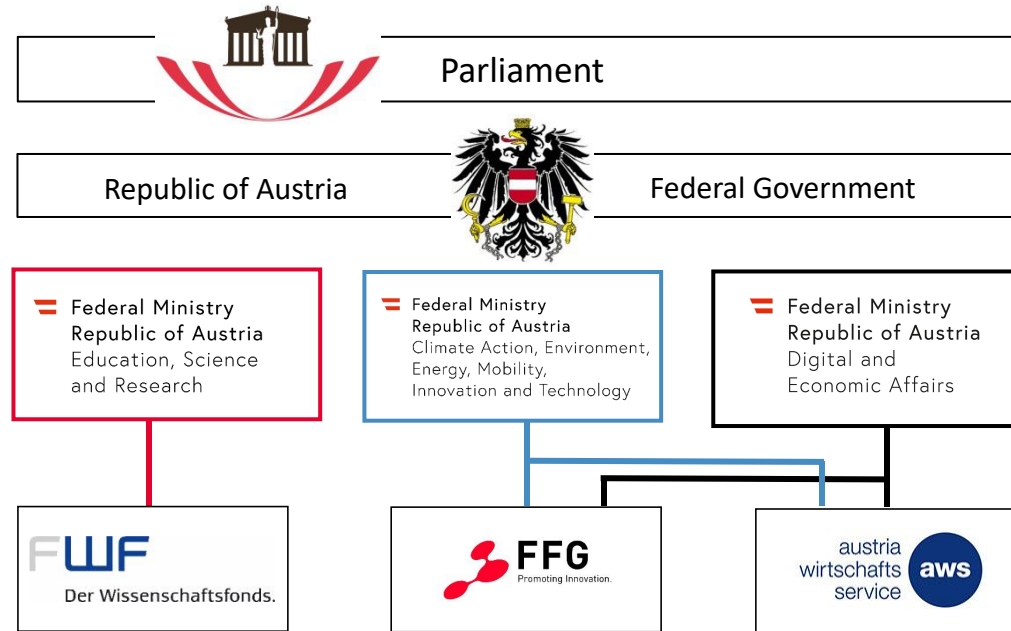 Parliament
Republic of Austria
Federal Government
Federal Ministry
Republic of Austria
Education, Science
and Research
Federal Ministry
Republic of Austria
Climate Action, Environment,
Energy, Mobility,
Innovation and Technology
Federal Ministry
Republic of Austria
Digital and
Economic Affairs
FWF
Der Wissenschaftsfonds.
FFG
Promoting Innovation.
austria
wirtschafts
service
aws